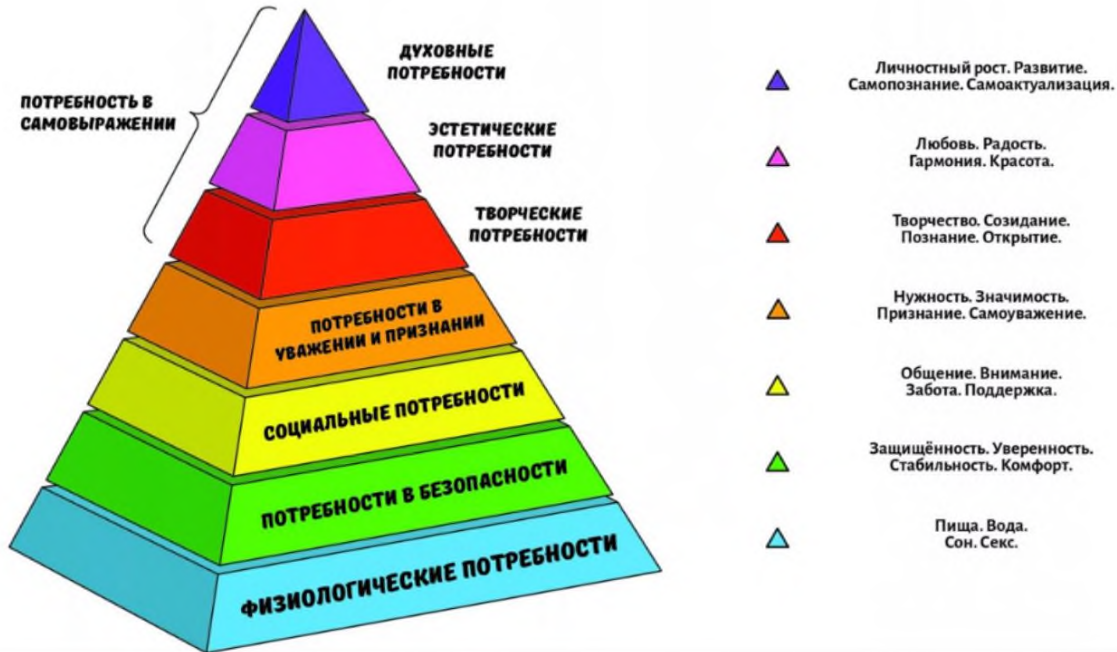 ДУХОВНЫЕ
ПОТРЕБНОСТИ
ПОТРЕБНОСТЬ В
САМОВЫРАЖЕНИИ
ЭСТЕТИЧЕСКИЕ
ПОТРЕБНОСТИ
ТВОРЧЕСКИЕ
ПОТРЕБНОСТИ
ПОТРЕБНОСТИ В
УВАЖЕНИИ И ПРИЗНАНИИ
СОЦИАЛЬНЫЕ ПОТРЕБНОСТИ
ПОТРЕБНОСТИ В БЕЗОПАСНОСТИ
ФИЗИОЛОГИЧЕСКИЕ ПОТРЕБНОСТИ
Личностный рост. Развитие.
Самопознание. Самоактуализация.
Любовь. Радость.
Гармония. Красота.
Творчество. Созидание.
Познание. Открытие.
Нужность. Значимость.
Признание. Самоуважение.
Общение. Внимание.
Забота. Поддержка.
Защищённость. Уверенность.
Стабильность. Комфорт.
Пища. Вода.
Сон. Секс.